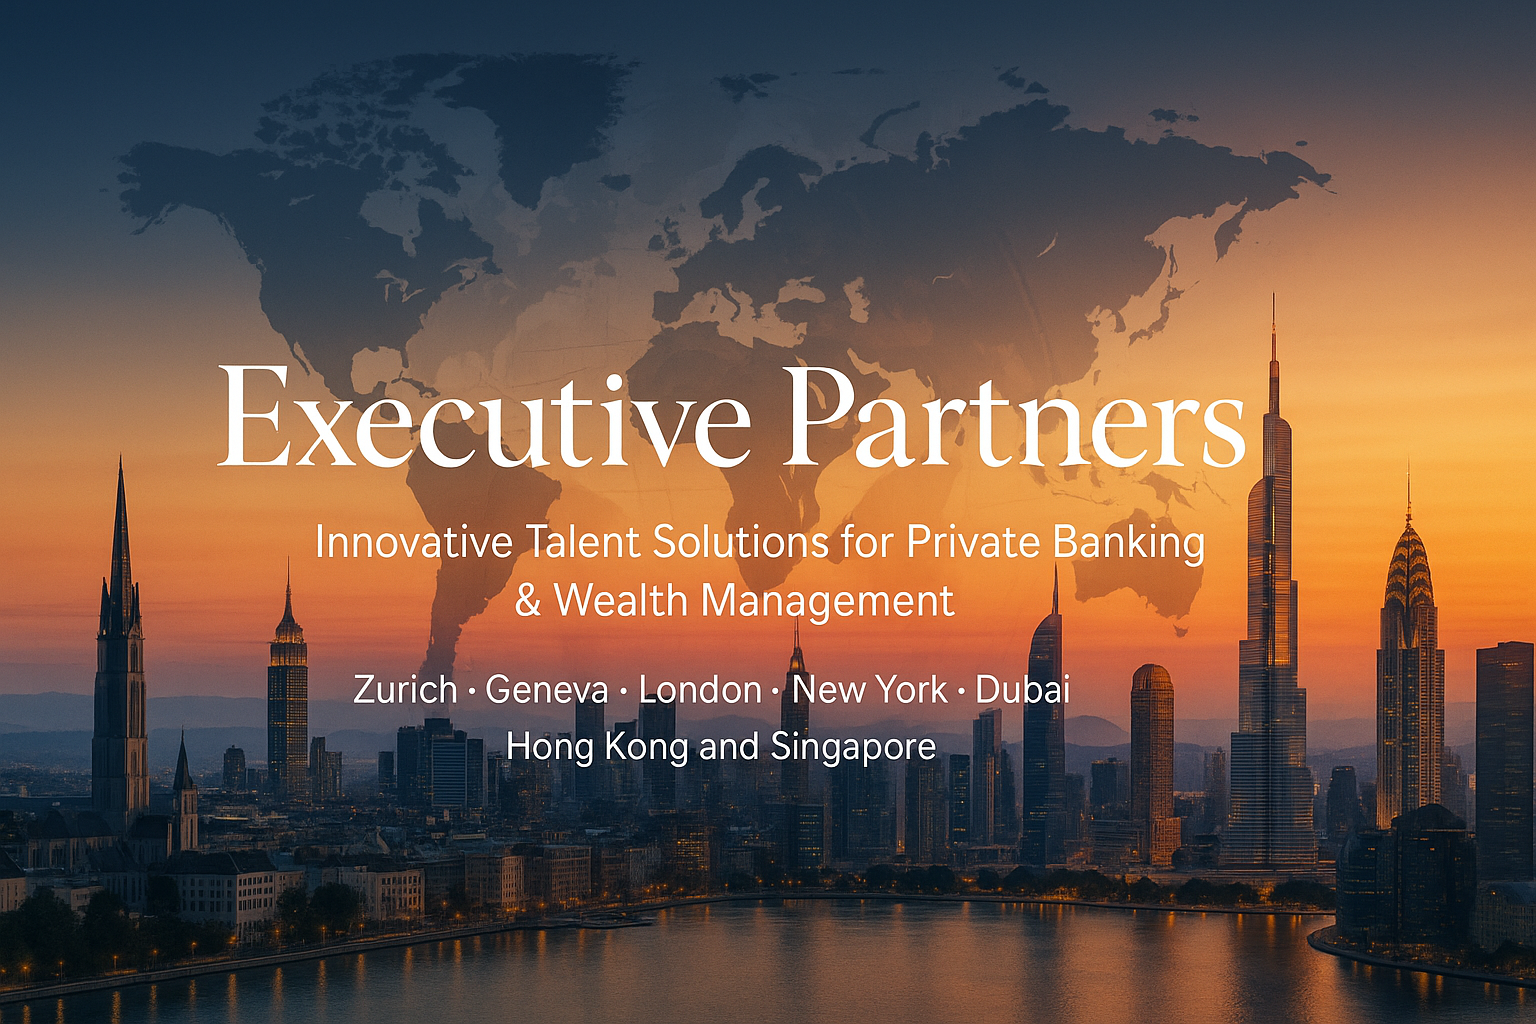 Executive Partners
Innovative Talent Solutions for Private Banking
& Wealth Management
Zurich · Geneva · London · New York · Dubai
Hong Kong and Singapore